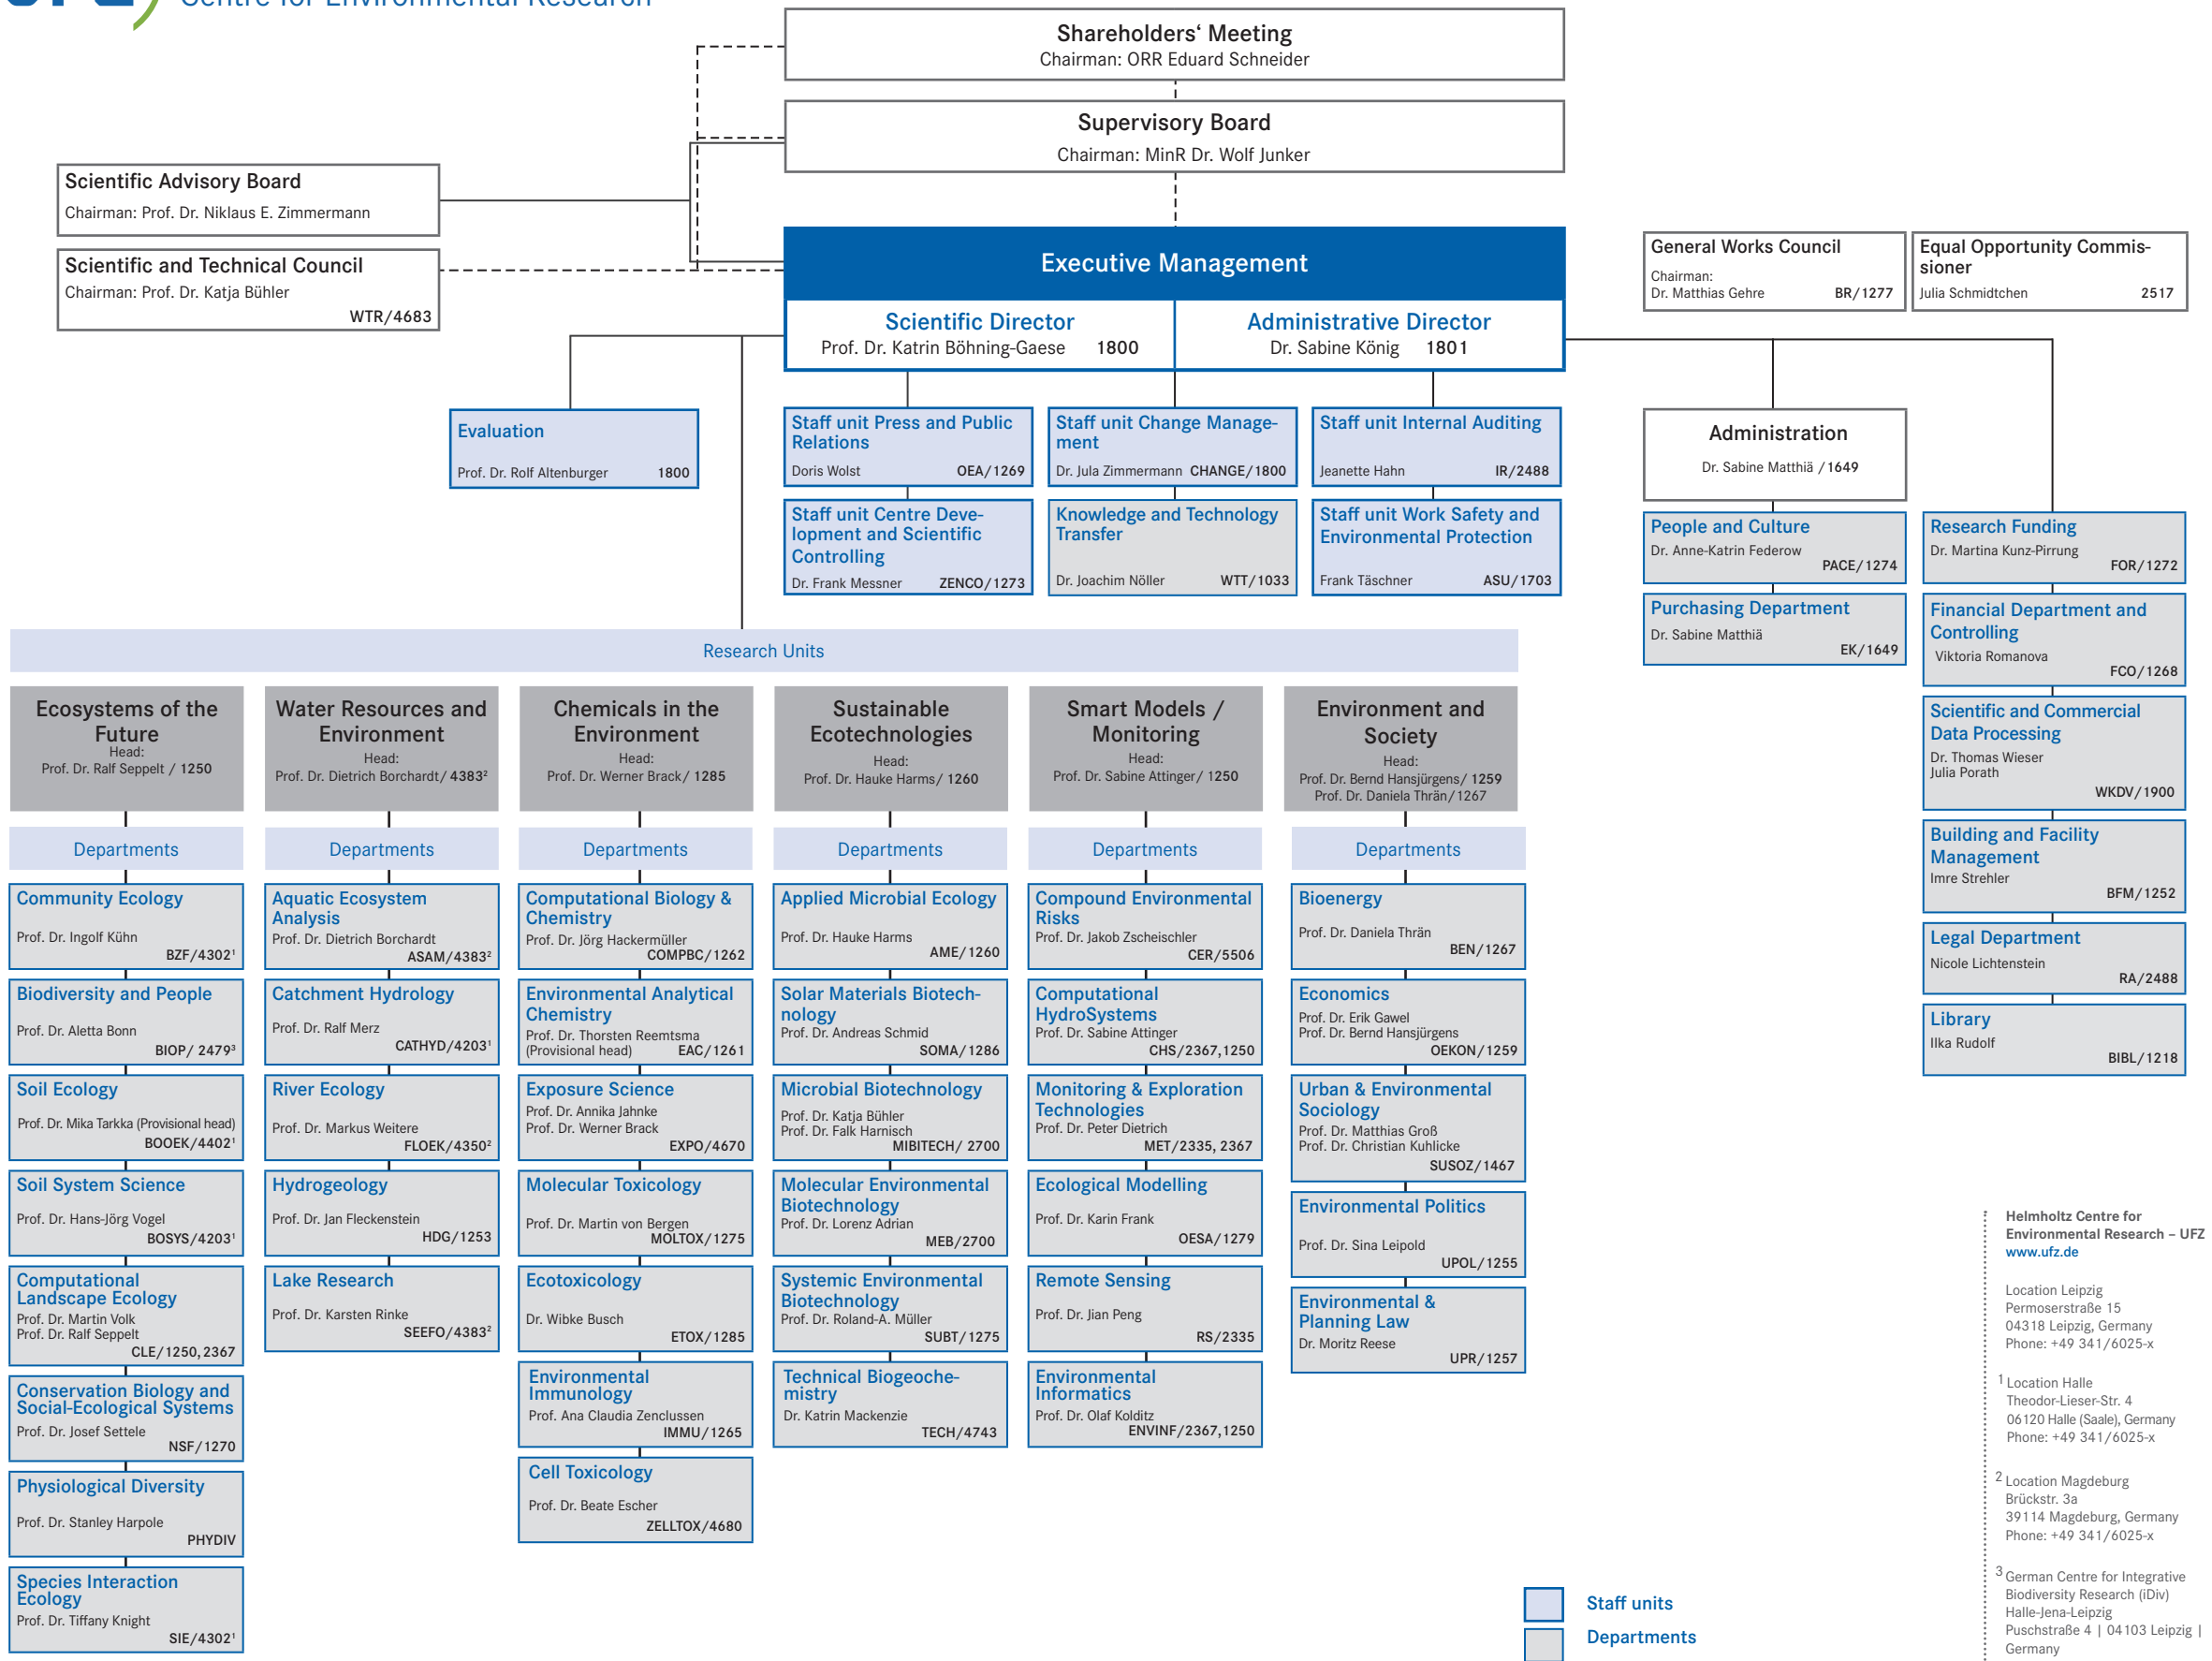 Centre for Environmental Research
Shareholders‘ Meeting
Chairman: ORR Eduard Schneider
Supervisory Board
Chairman: MinR Dr. Wolf Junker
Scientific Advisory Board
Chairman: Prof. Dr. Niklaus E. Zimmermann
Scientific and Technical Council
Chairman: Prof. Dr. Katja Bühler
WTR/4683
Executive Management
Scientific Director
Prof. Dr. Katrin Böhning-Gaese 1800
Administrative Director
Dr. Sabine König 1801
General Works Council
Chairman:
Dr. Matthias Gehre BR/1277
Equal Opportunity Commis-
sioner
Julia Schmidtchen 2517
Evaluation
Prof. Dr. Rolf Altenburger 1800
Staff unit Press and Public
Relations
Doris Wolst OEA/1269
Staff unit Change Manage-
ment
Dr. Jula Zimmermann CHANGE/1800
Staff unit Internal Auditing
Jeanette Hahn IR/2488
Staff unit Centre Deve-
lopment and Scientific
Controlling
Dr. Frank Messner ZENCO/1273
Knowledge and Technology
Transfer
Dr. Joachim Nöller WTT/1033
Staff unit Work Safety and
Environmental Protection
Frank Täschner ASU/1703
Administration
Dr. Sabine Matthiä /1649
People and Culture
Dr. Anne-Katrin Federow
PACE/1274
Purchasing Department
Dr. Sabine Matthiä
EK/1649
Research Funding
Dr. Martina Kunz-Pirrung
FOR/1272
Financial Department and
Controlling
Viktoria Romanova
FCO/1268
Scientific and Commercial
Data Processing
Dr. Thomas Wieser
Julia Porath
WKDV/1900
Building and Facility
Management
Imre Strehler
BFM/1252
Legal Department
Nicole Lichtenstein
RA/2488
Library
Ilka Rudolf
BIBL/1218
Research Units
Ecosystems of the
Future
Head:
Prof. Dr. Ralf Seppelt / 1250
Departments
Community Ecology
Prof. Dr. Ingolf Kühn
BZF/4302¹
Biodiversity and People
Prof. Dr. Aletta Bonn
BIOP/ 2479³
Soil Ecology
Prof. Dr. Mika Tarkka (Provisional head)
BOOEK/4402¹
Soil System Science
Prof. Dr. Hans-Jörg Vogel
BOSYS/4203¹
Computational
Landscape Ecology
Prof. Dr. Martin Volk
Prof. Dr. Ralf Seppelt
CLE/1250,2367
Conservation Biology and
Social-Ecological Systems
Prof. Dr. Josef Settele
NSF/1270
Physiological Diversity
Prof. Dr. Stanley Harpole
PHYDIV
Species Interaction
Ecology
Prof. Dr. Tiffany Knight
SIE/4302¹
Water Resources and
Environment
Head:
Prof. Dr. Dietrich Borchardt/ 4383²
Departments
Aquatic Ecosystem
Analysis
Prof. Dr. Dietrich Borchardt
ASAM/4383²
Catchment Hydrology
Prof. Dr. Ralf Merz
CATHYD/4203¹
River Ecology
Prof. Dr. Markus Weitere
FLOEK/4350²
Hydrogeology
Prof. Dr. Jan Fleckenstein
HDG/1253
Lake Research
Prof. Dr. Karsten Rinke
SEEFO/4383²
Chemicals in the
Environment
Head:
Prof. Dr. Werner Brack/ 1285
Departments
Computational Biology &
Chemistry
Prof. Dr. Jörg Hackermüller
COMPBC/1262
Environmental Analytical
Chemistry
Prof. Dr. Thorsten Reemtsma
(Provisional head) EAC/1261
Exposure Science
Prof. Dr. Annika Jahnke
Prof. Dr. Werner Brack
EXPO/4670
Molecular Toxicology
Prof. Dr. Martin von Bergen
MOLTOX/1275
Ecotoxicology
Dr. Wibke Busch
ETOX/1285
Environmental
Immunology
Prof. Ana Claudia Zenclussen
IMMU/1265
Cell Toxicology
Prof. Dr. Beate Escher
ZELLTOX/4680
Sustainable
Ecotechnologies
Head:
Prof. Dr. Hauke Harms/ 1260
Departments
Applied Microbial Ecology
Prof. Dr. Hauke Harms
AME/1260
Solar Materials Biotech-
nology
Prof. Dr. Andreas Schmid
SOMA/1286
Microbial Biotechnology
Prof. Dr. Katja Bühler
Prof. Dr. Falk Harnisch
MIBITECH/ 2700
Molecular Environmental
Biotechnology
Prof. Dr. Lorenz Adrian
MEB/2700
Systemic Environmental
Biotechnology
Prof. Dr. Roland-A. Müller
SUBT/1275
Technical Biogeoche-
mistry
Dr. Katrin Mackenzie
TECH/4743
Smart Models /
Monitoring
Head:
Prof. Dr. Sabine Attinger/ 1250
Departments
Compound Environmental
Risks
Prof. Dr. Jakob Zscheischler
CER/5506
Computational
HydroSystems
Prof. Dr. Sabine Attinger
CHS/2367,1250
Monitoring & Exploration
Technologies
Prof. Dr. Peter Dietrich
MET/2335, 2367
Ecological Modelling
Prof. Dr. Karin Frank
OESA/1279
Remote Sensing
Prof. Dr. Jian Peng
RS/2335
Environmental
Informatics
Prof. Dr. Olaf Kolditz
ENVINF/2367,1250
Environment and
Society
Head:
Prof. Dr. Bernd Hansjürgens/ 1259
Prof. Dr. Daniela Thrän/1267
Departments
Bioenergy
Prof. Dr. Daniela Thrän
BEN/1267
Economics
Prof. Dr. Erik Gawel
Prof. Dr. Bernd Hansjürgens
OEKON/1259
Urban & Environmental
Sociology
Prof. Dr. Matthias Groß
Prof. Dr. Christian Kuhlicke
SUSOZ/1467
Environmental Politics
Prof. Dr. Sina Leipold
UPOL/1255
Environmental &
Planning Law
Dr. Moritz Reese
UPR/1257
Staff units
Departments
Helmholtz Centre for
Environmental Research – UFZ
www.ufz.de
Location Leipzig
Permoserstraße 15
04318 Leipzig, Germany
Phone: +49 341/6025-x
¹ Location Halle
Theodor-Lieser-Str. 4
06120 Halle (Saale), Germany
Phone: +49 341/6025-x
² Location Magdeburg
Brückstr. 3a
39114 Magdeburg, Germany
Phone: +49 341/6025-x
³ German Centre for Integrative
Biodiversity Research (iDiv)
Halle-Jena-Leipzig
Puschstraße 4 | 04103 Leipzig |
Germany